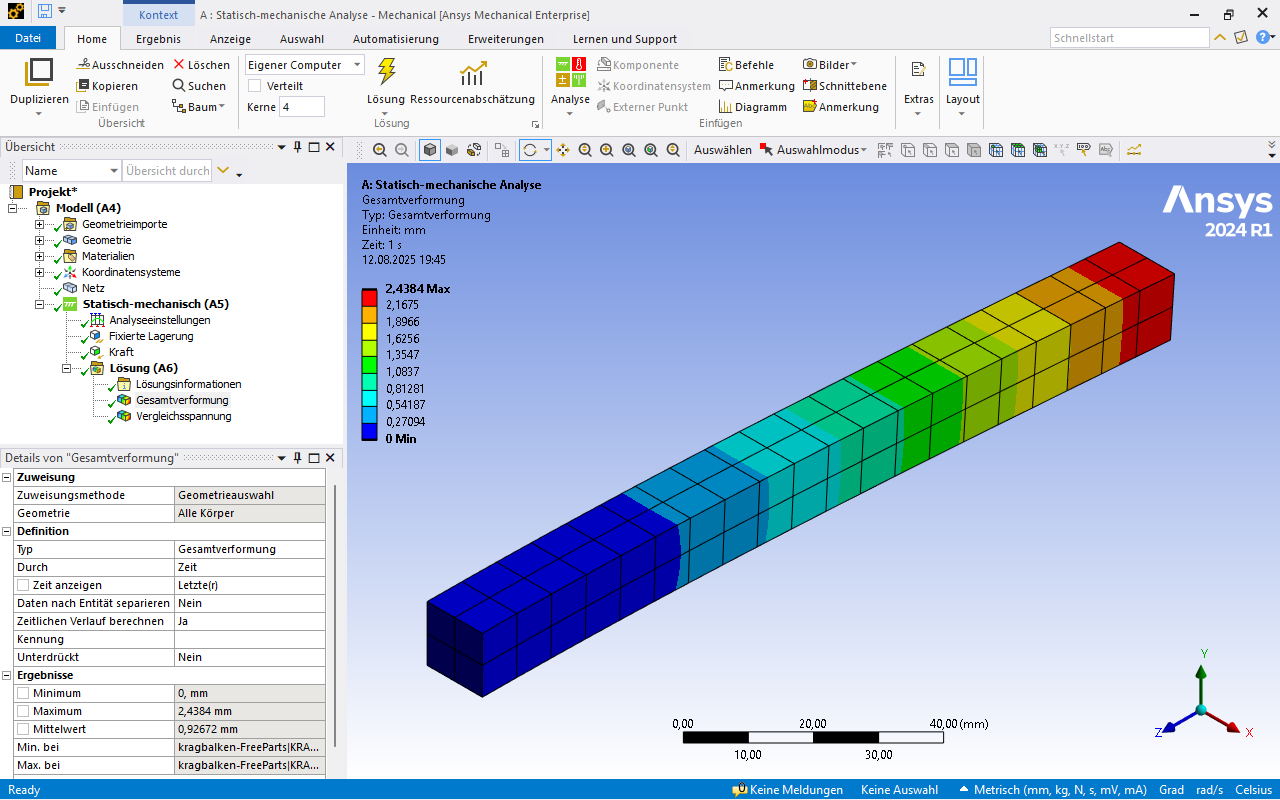 Kontext
A : Statisch-mechanische Analyse - Mechanical [Ansys Mechanical Enterprise]
Datei Home Ergebnis Anzeige Auswahl Automatisierung Erweiterungen Lernen und Support
Schnellstart
Duplizieren
Ausschneiden
Kopieren
Einfügen
Löschen
Suchen
Baum
Übersicht
Eigener Computer
Verteilt
Kerne 4
Lösung
Ressourcenabschätzung
Lösung
Analyse
Komponente
Koordinatensystem
Externer Punkt
Befehle
Anmerkung
Diagramm
Bilder
Schnittebene
Anmerkung
Einfügen
Extras
Layout
Übersicht
Name
Übersicht durch
Auswählen
Auswahlmodus
Projekt*
Modell (A4)
Geometrieimporte
Geometrie
Materialien
Koordinatensysteme
Netz
Statisch-mechanisch (A5)
Analyseeinstellungen
Fixierte Lagerung
Kraft
Lösung (A6)
Lösungsinformationen
Gesamtverformung
Vergleichsspannung
Details von "Gesamtverformung"
Zuweisung
Zuweisungsmethode Geometrieauswahl
Geometrie Alle Körper
Definition
Typ Gesamtverformung
Durch Zeit
Zeit anzeigen Letzte(r)
Daten nach Entität separieren Nein
Zeitlichen Verlauf berechnen Ja
Kennung
Unterdrückt Nein
Ergebnisse
Minimum 0, mm
Maximum 2,4384 mm
Mittelwert 0,92672 mm
Min. bei kragbalken-FreeParts|KRA...
Max. bei kragbalken-FreeParts|KRA...
A: Statisch-mechanische Analyse
Gesamtverformung
Typ: Gesamtverformung
Einheit: mm
Zeit: 1 s
12.08.2025 19:45
2,4384 Max
2,1675
1,8966
1,6256
1,3547
1,0837
0,81281
0,54187
0,27094
0 Min
Ansys
2024 R1
0,00 20,00 40,00 (mm)
10,00 30,00
Y
Z
X
Ready
Keine Meldungen
Keine Auswahl
Metrisch (mm, kg, N, s, mV, mA)
Grad
rad/s
Celsius